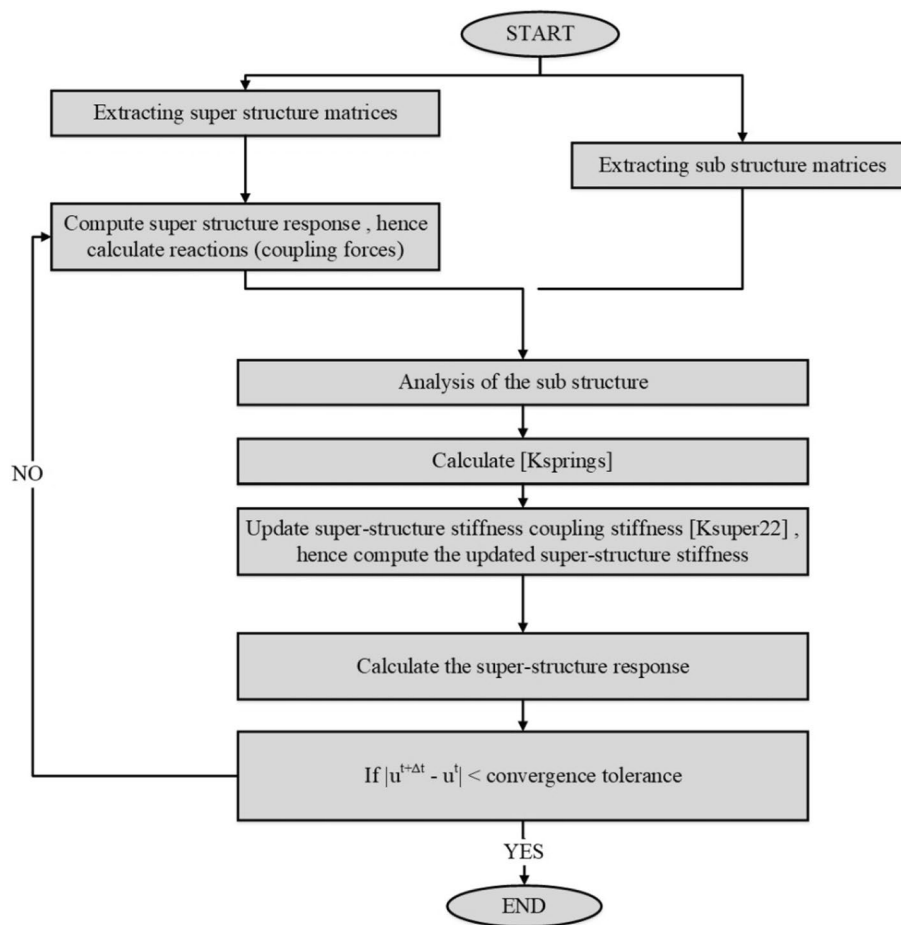 START
Extracting super structure matrices
Extracting sub structure matrices
Compute super structure response , hence
calculate reactions (coupling forces)
Analysis of the sub structure
Calculate [Ksprings]
NO
Update super-structure stiffness coupling stiffness [Ksuper22] ,
hence compute the updated super-structure stiffness
Calculate the super-structure response
If |u^{t+Δt} - u^t| < convergence tolerance
YES
END